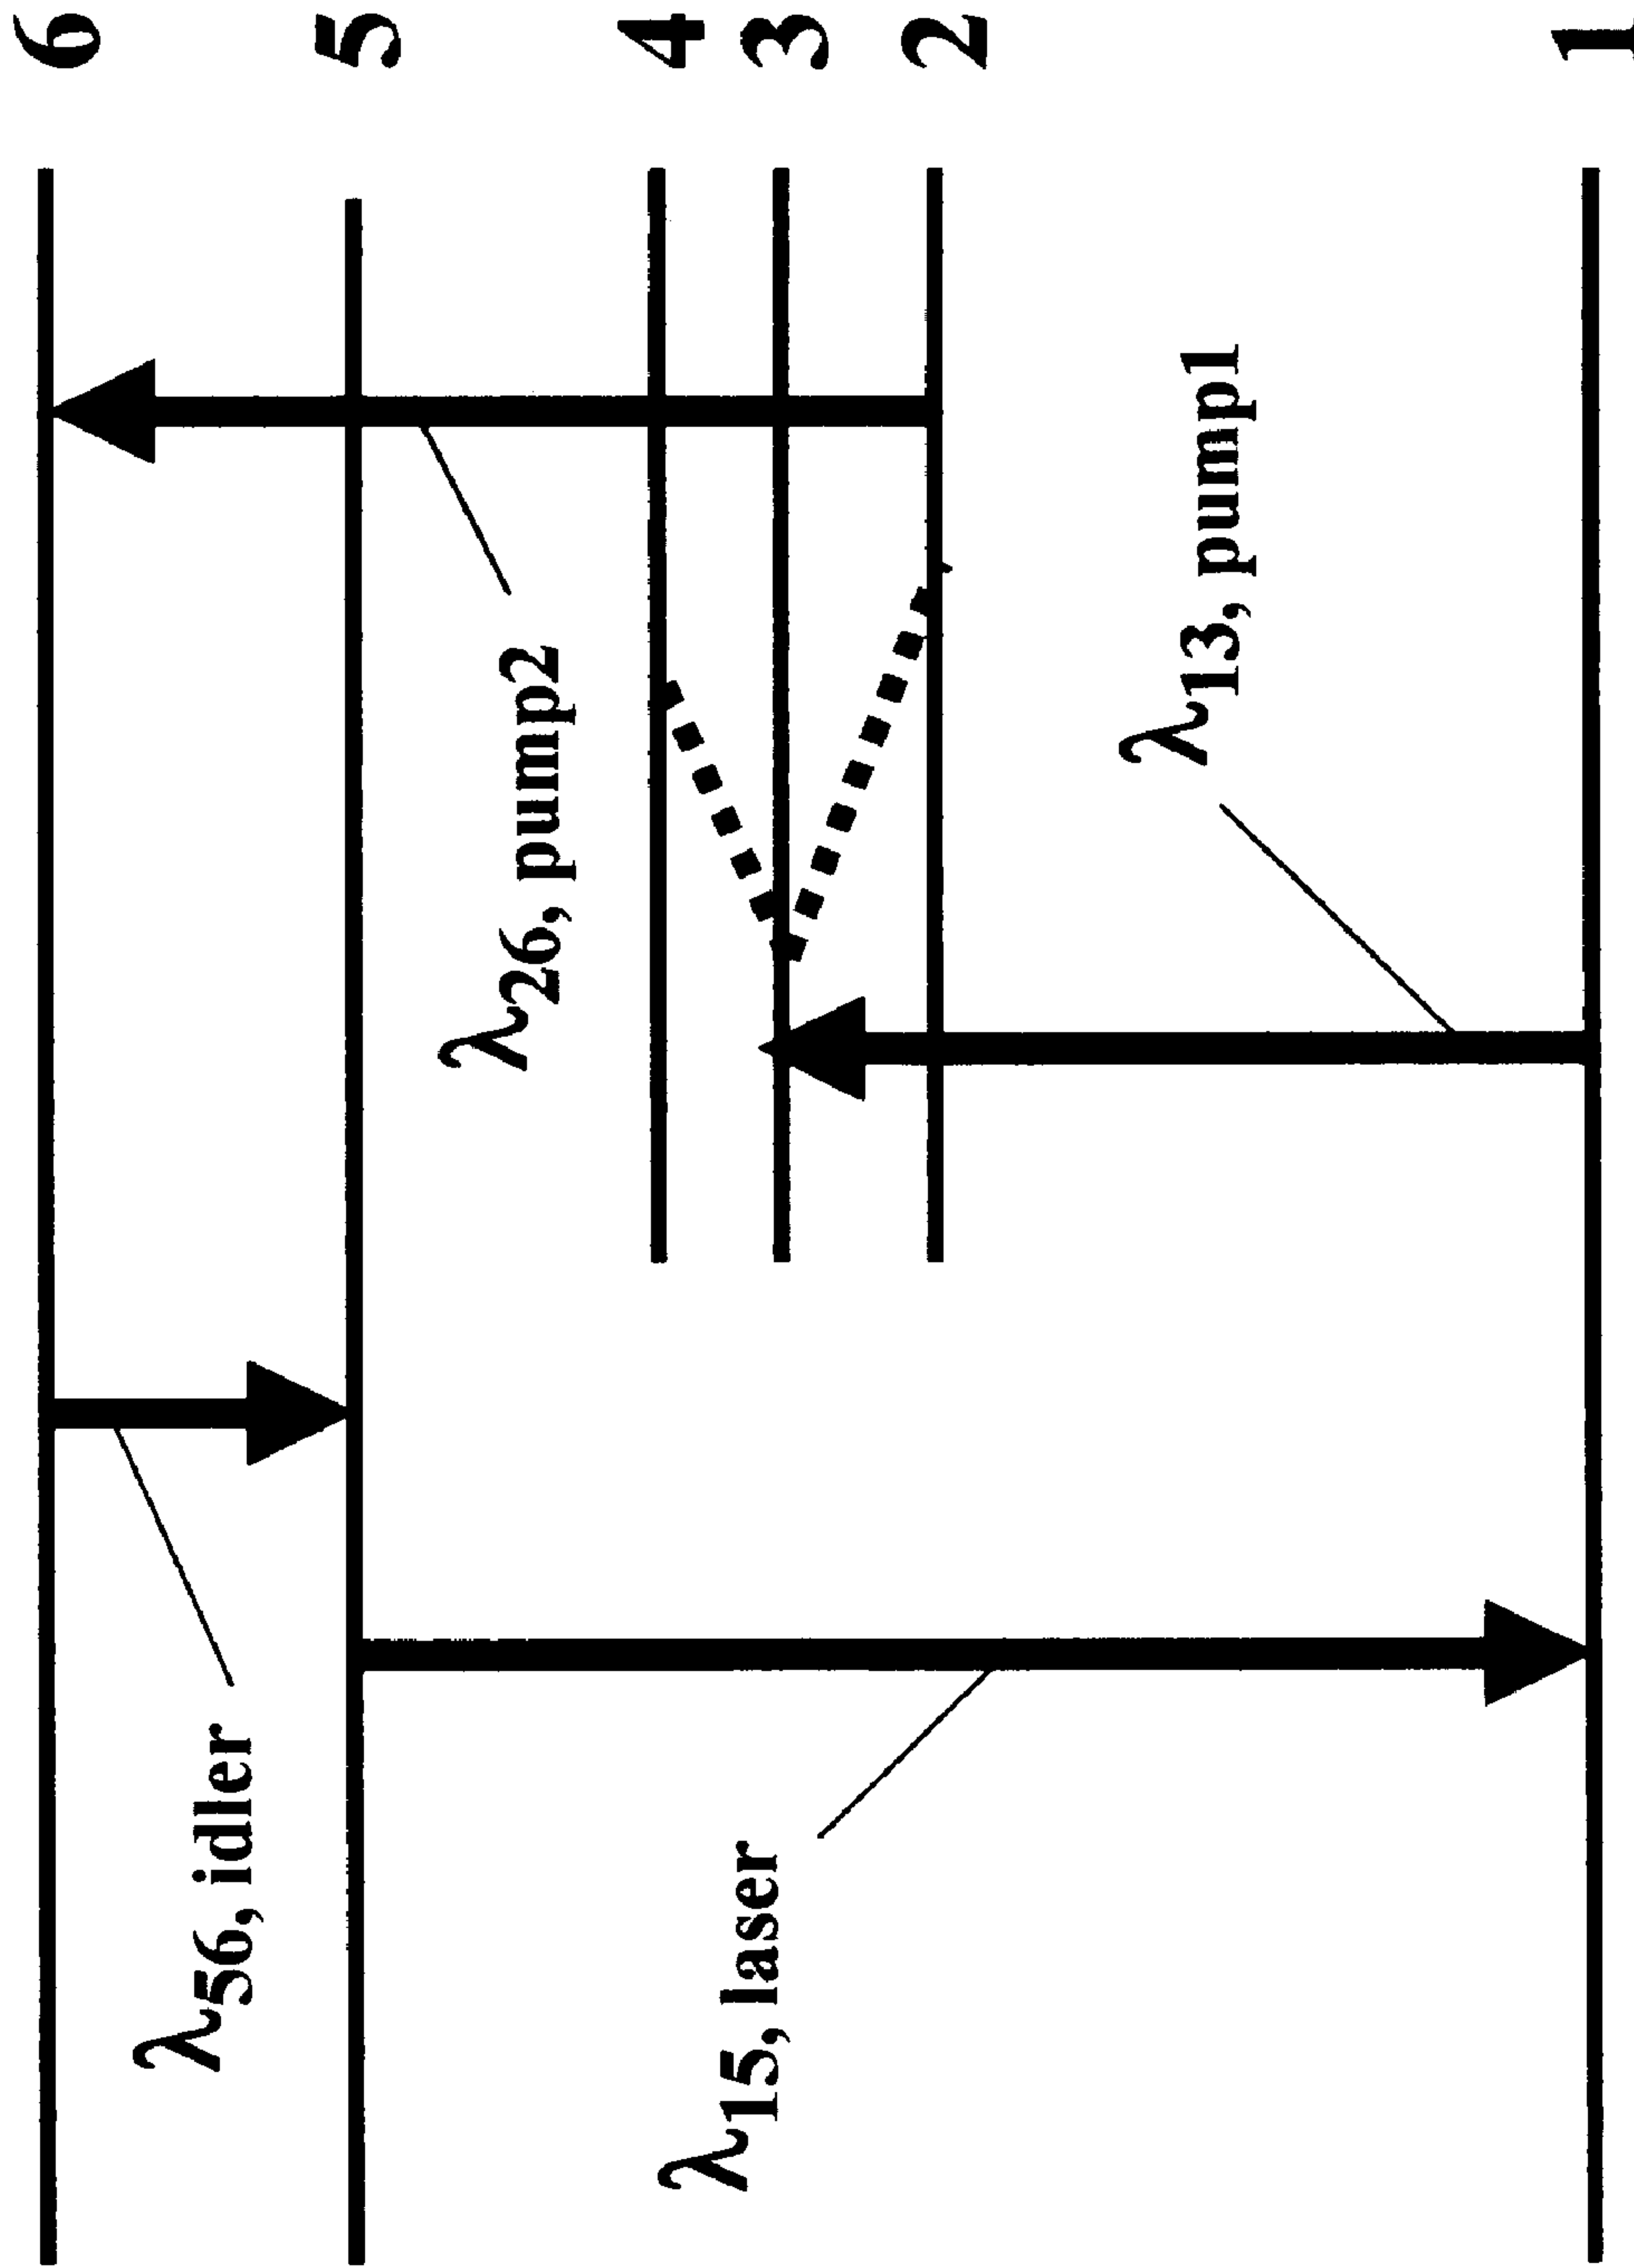 6
5
4
3
2
1
λ56, idler
λ26, pump2
λ15, laser
λ13, pump1